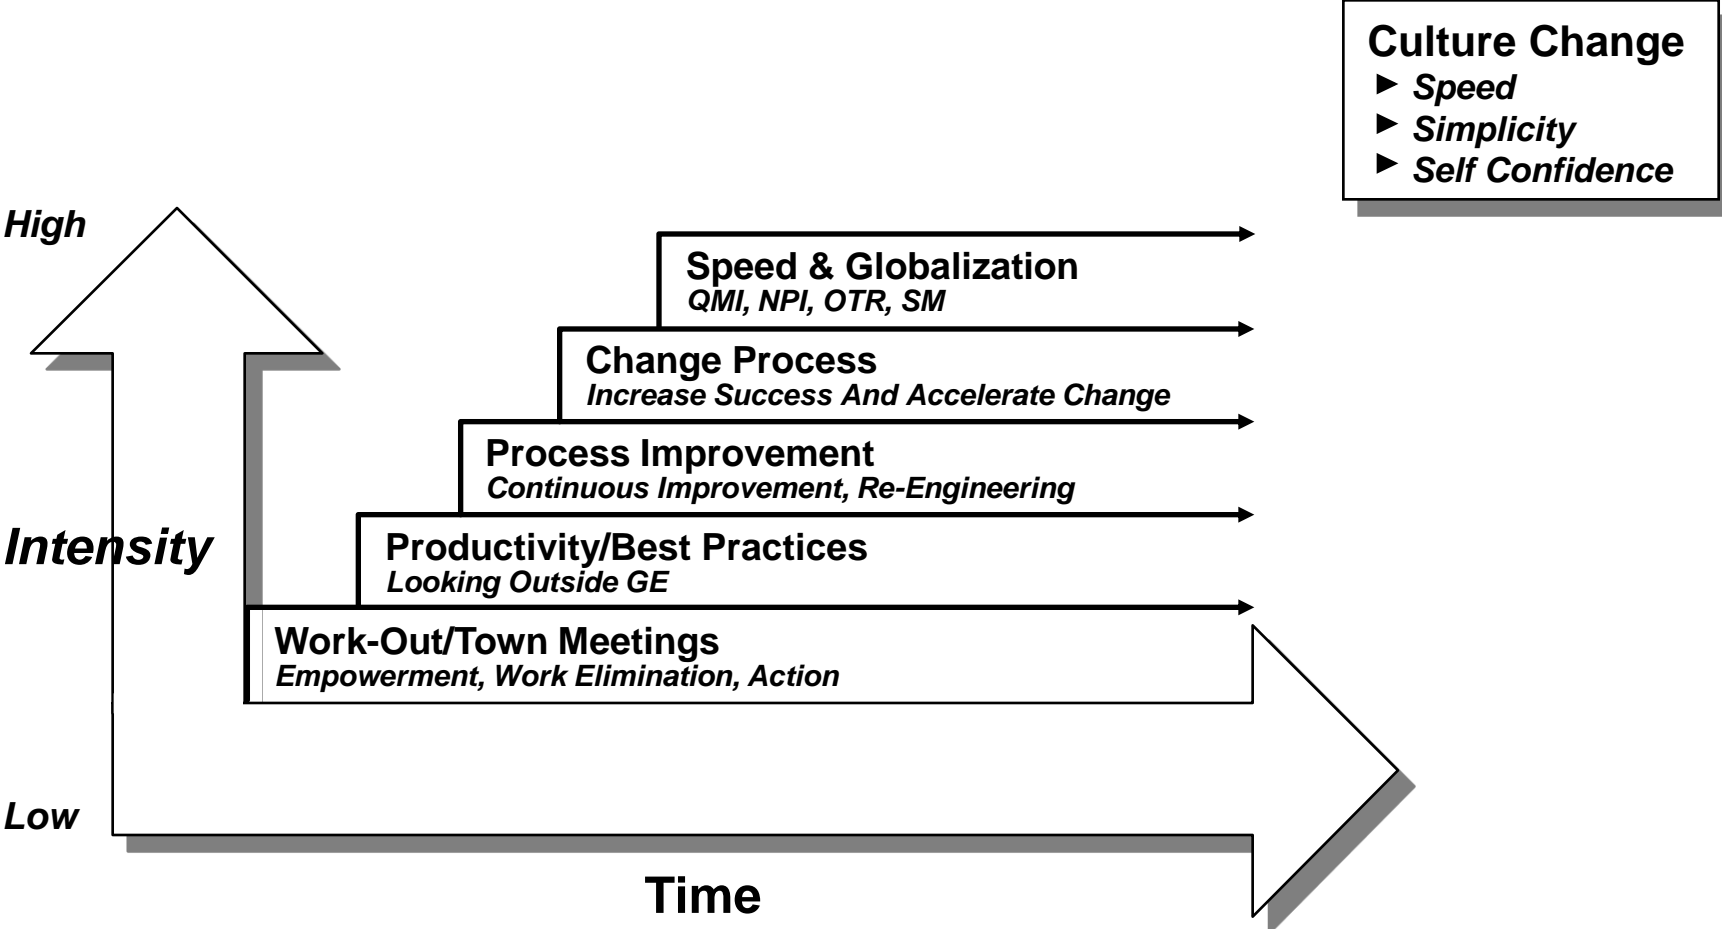 Culture Change
► Speed
► Simplicity
► Self Confidence
High
Speed & Globalization
QMI, NPI, OTR, SM
Change Process
Increase Success And Accelerate Change
Process Improvement
Continuous Improvement, Re-Engineering
Intensity
Productivity/Best Practices
Looking Outside GE
Work-Out/Town Meetings
Empowerment, Work Elimination, Action
Low
Time